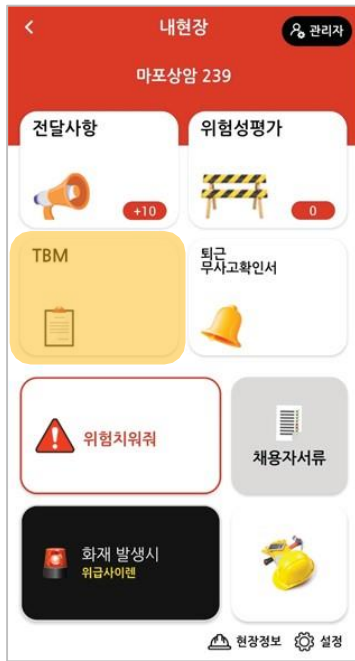 내현장
관리자
마포상암 239
전달사항
위험성평가
+10
0
TBM
퇴근
무사고확인서
위험치워줘
채용자서류
화재 발생시
위급사이렌
현장정보
설정